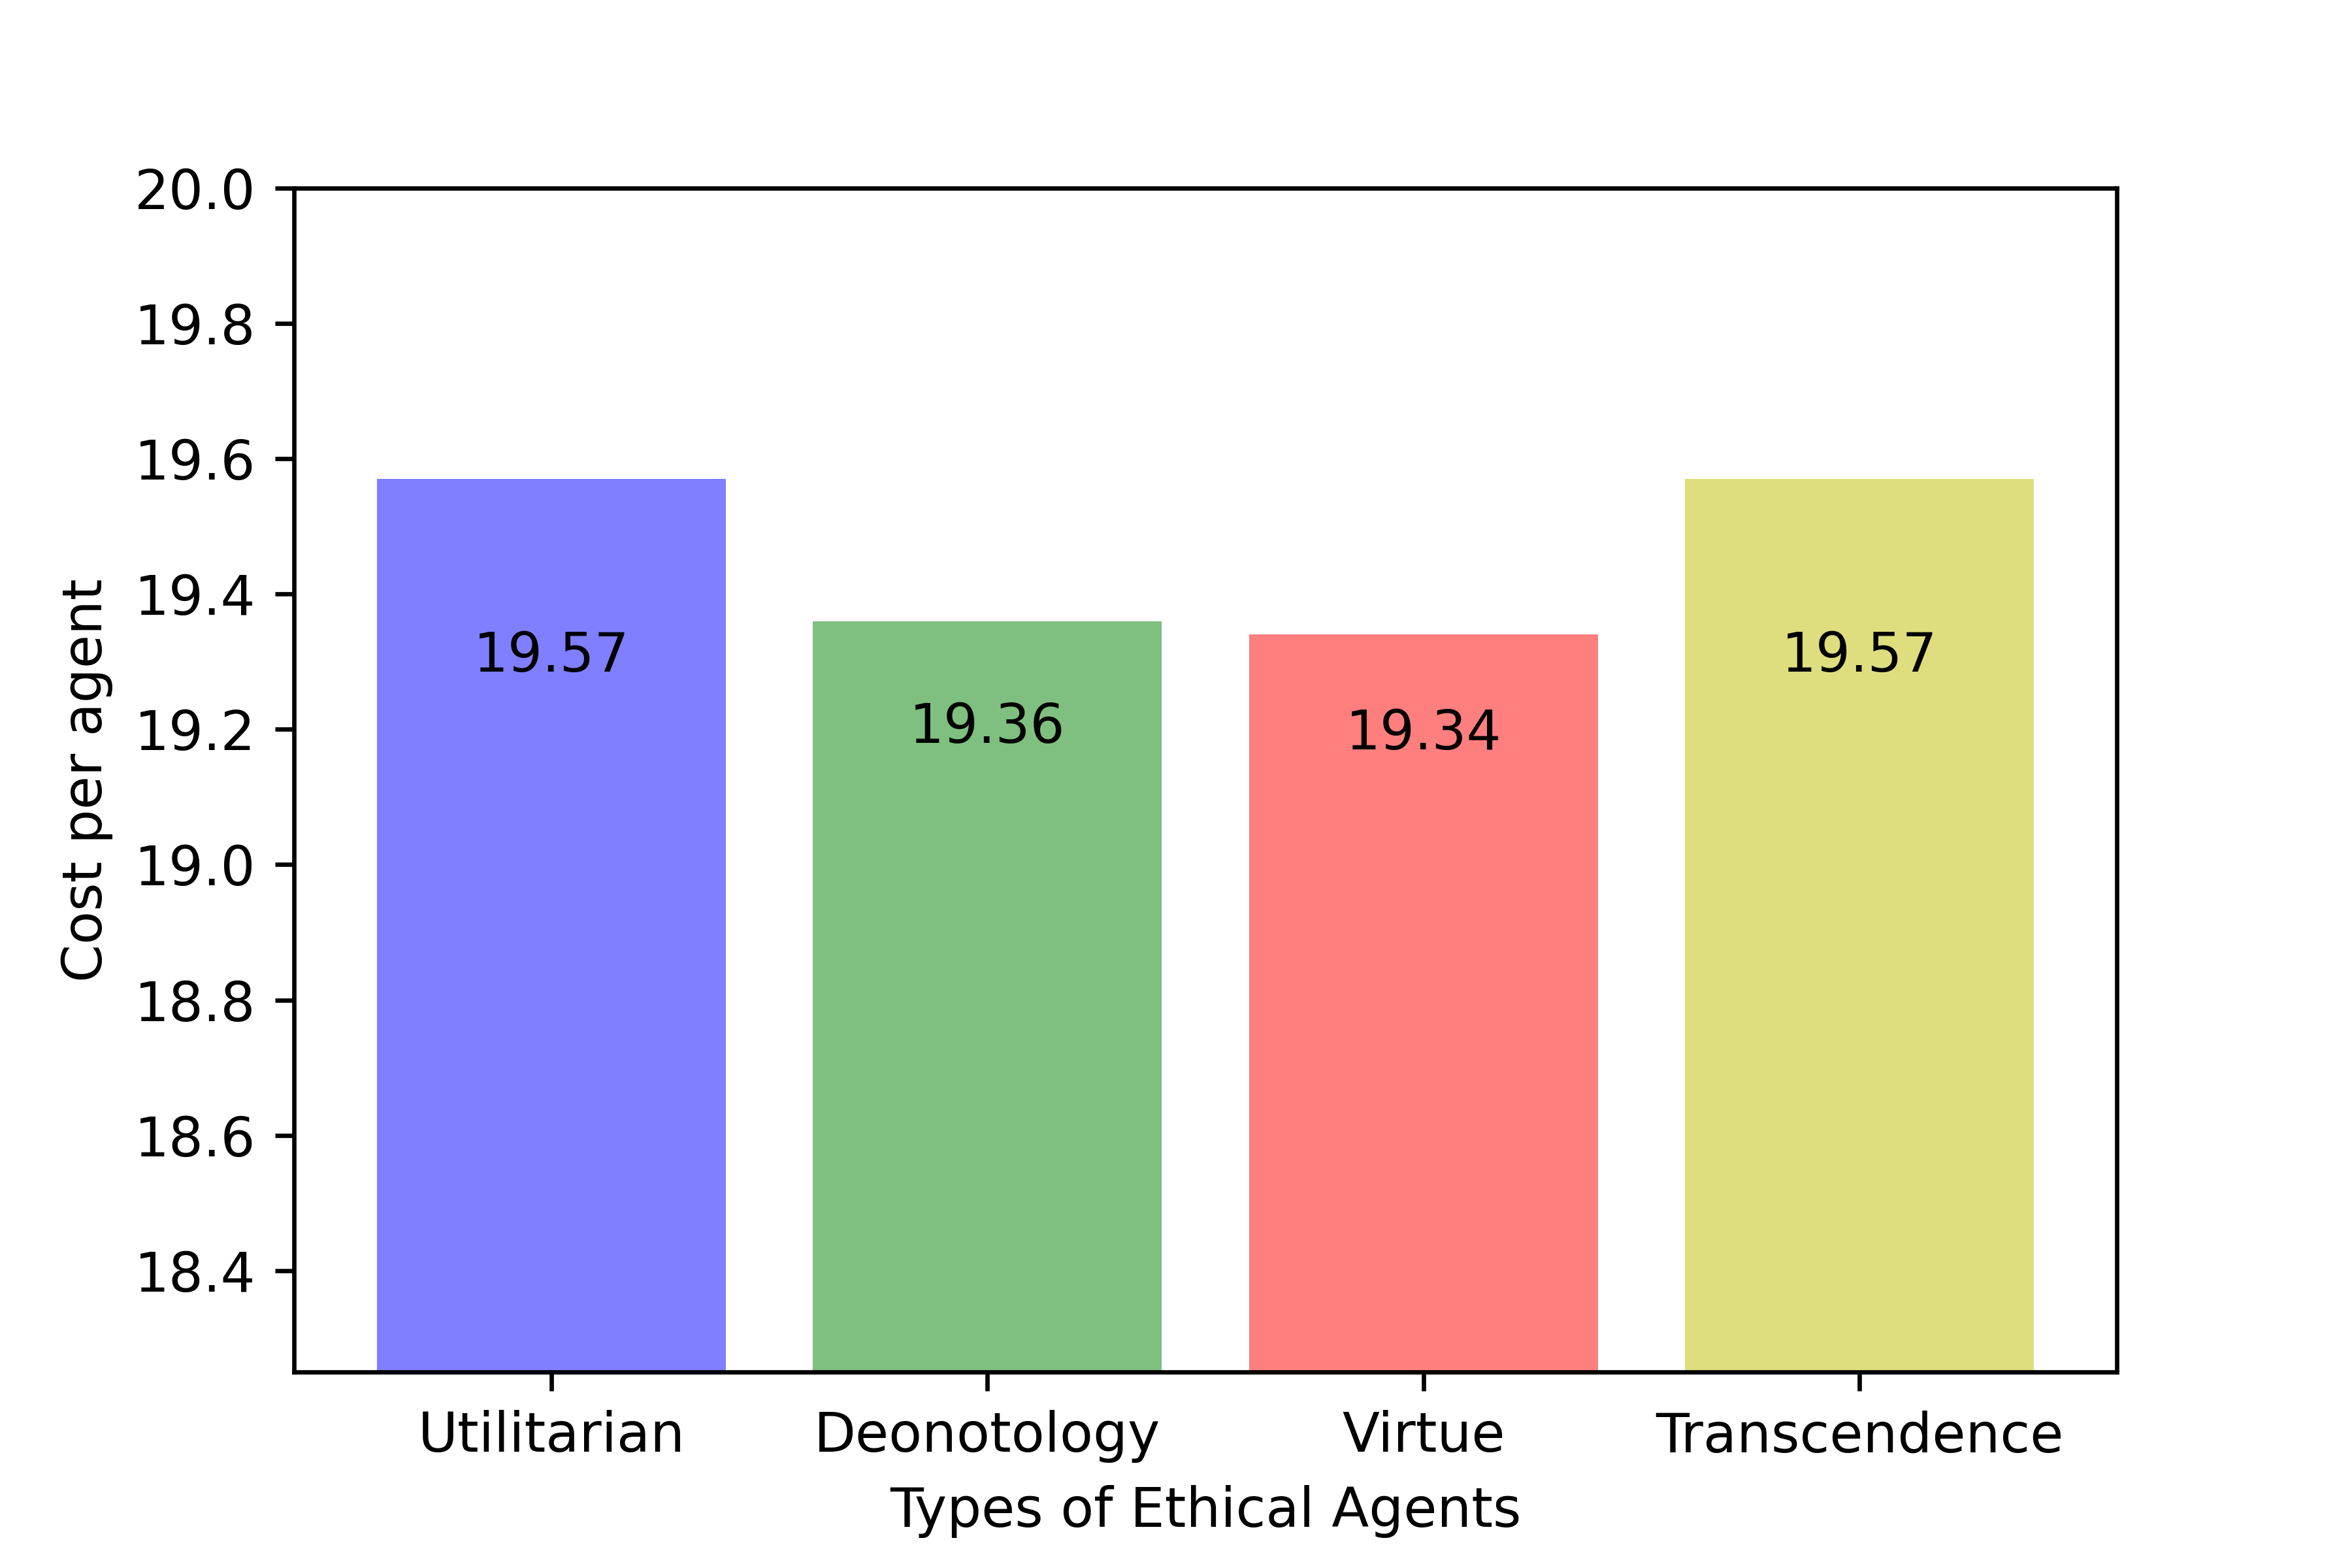 20.0
19.8
19.6
19.4
19.2
19.0
18.8
18.6
18.4
Cost per agent
19.57
19.36
19.34
19.57
Utilitarian
Deonotology
Virtue
Transcendence
Types of Ethical Agents